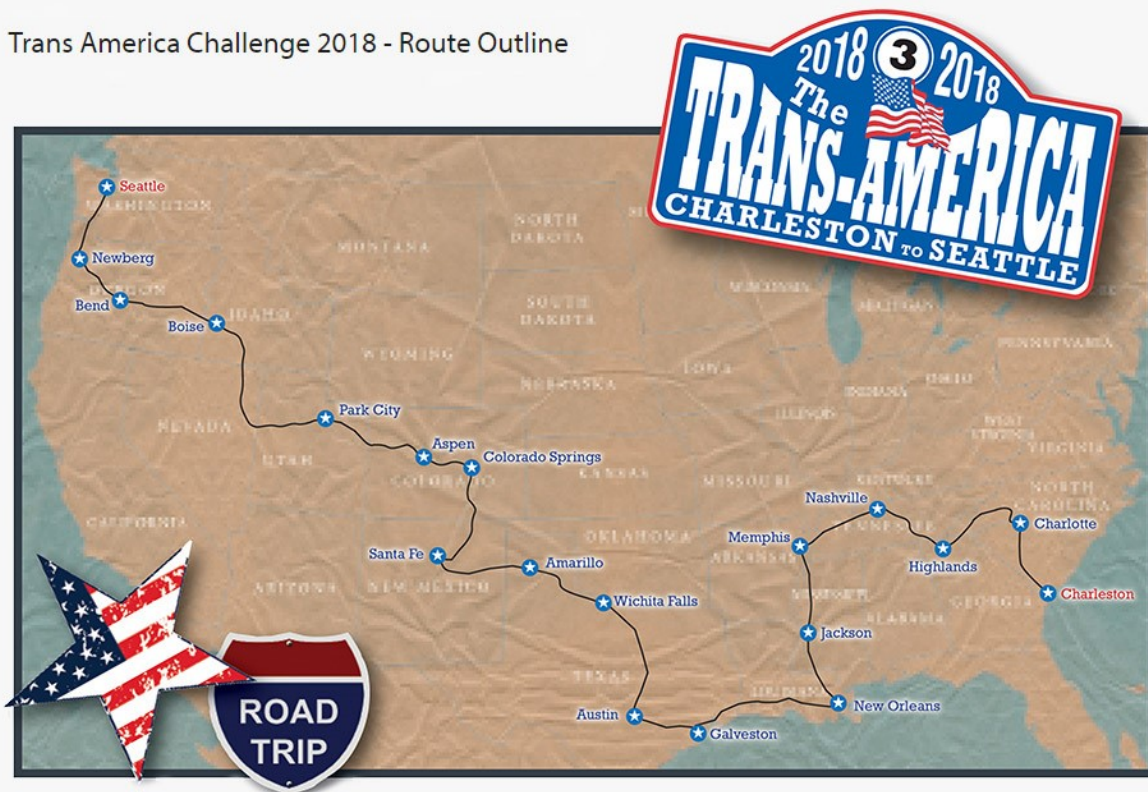 Trans America Challenge 2018 - Route Outline
2018 3 2018
The
TRANS-AMERICA
CHARLESTON TO SEATTLE
Seattle
WASHINGTON
NORTH
DAKOTA
MONTANA
Newberg
OREGON
Bend
IDAHO
Boise
SOUTH
DAKOTA
WISCONSIN
MICHIGAN
WYOMING
PENNSYLVANIA
IOWA
NEBRASKA
OHIO
INDIANA
ILLINOIS
Park City
NEVADA
Aspen
Colorado Springs
UTAH
COLORADO
KANSAS
MISSOURI
WEST
VIRGINIA
VIRGINIA
KENTUCKY
NORTH
CAROLINA
Nashville
CALIFORNIA
Charlotte
TENNESSEE
OKLAHOMA
Memphis
ARKANSAS
Santa Fe
Amarillo
Highlands
ARIZONA
NEW MEXICO
Wichita Falls
MISSISSIPPI
GEORGIA
Charleston
ALABAMA
Jackson
TEXAS
LOUISIANA
New Orleans
Austin
Galveston
ROAD
TRIP